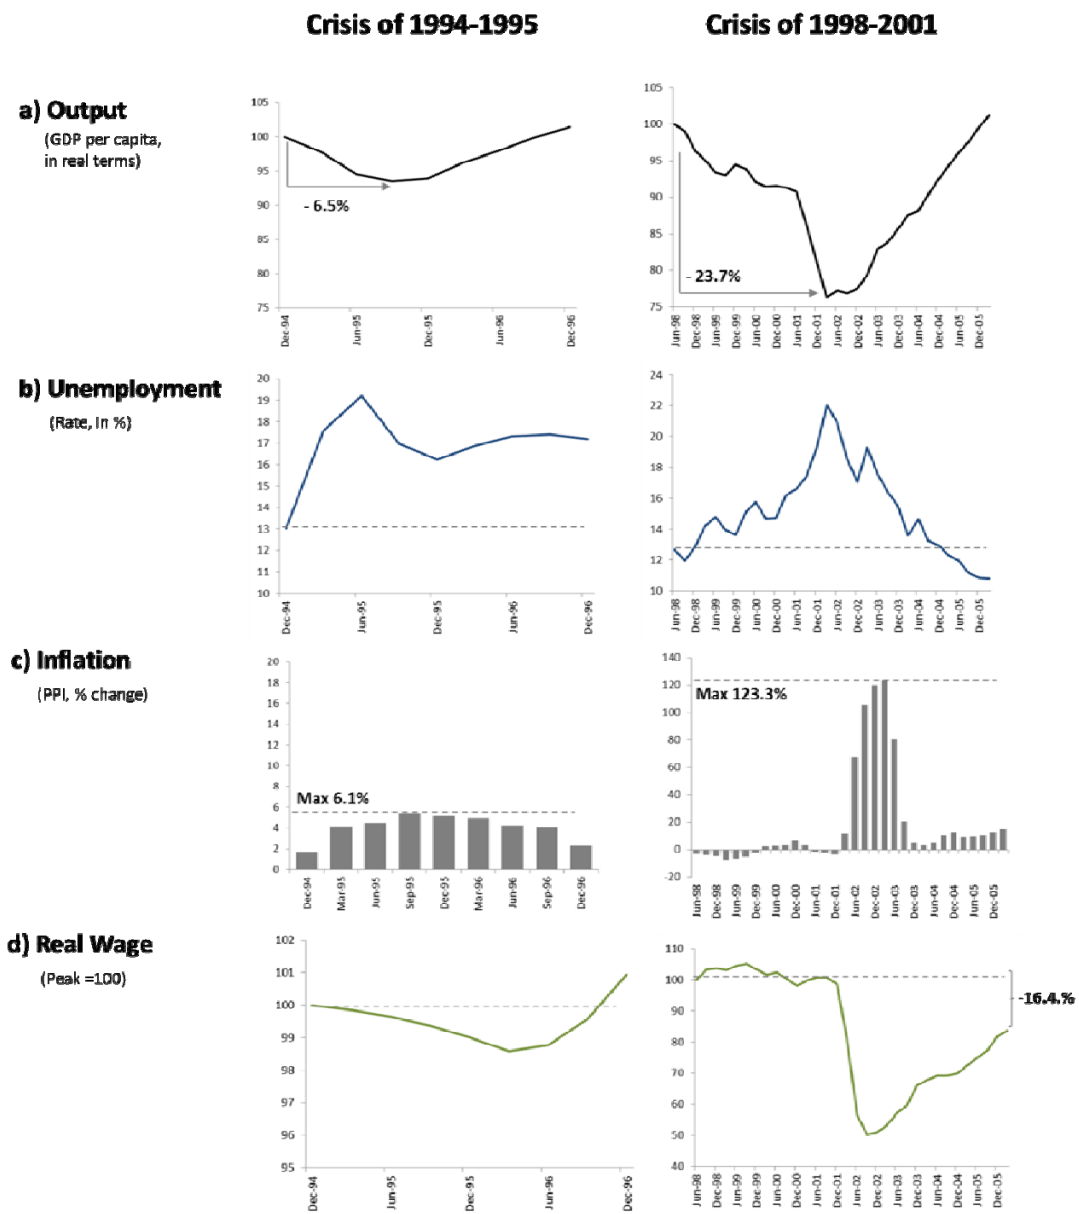 Crisis of 1994-1995
Crisis of 1998-2001
a) Output
(GDP per capita,
in real terms)
105
100
95
90
85
80
75
- 6.5%
Dec-94
Jun-95
Dec-95
Jun-96
Dec-96
105
100
95
90
85
80
75
- 23.7%
Jun-98
Dec-98
Jun-99
Dec-99
Jun-00
Dec-00
Jun-01
Dec-01
Jun-02
Dec-02
Jun-03
Dec-03
Jun-04
Dec-04
Jun-05
Dec-05
b) Unemployment
(Rate, in %)
20
19
18
17
16
15
14
13
12
11
10
Dec-94
Jun-95
Dec-95
Jun-96
Dec-96
24
22
20
18
16
14
12
10
Jun-98
Dec-98
Jun-99
Dec-99
Jun-00
Dec-00
Jun-01
Dec-01
Jun-02
Dec-02
Jun-03
Dec-03
Jun-04
Dec-04
Jun-05
Dec-05
c) Inflation
(PPI, % change)
20
18
16
14
12
10
8
6
4
2
0
Max 6.1%
Dec-94
Mar-95
Jun-95
Sep-95
Dec-95
Mar-96
Jun-96
Sep-96
Dec-96
140
120
100
80
60
40
20
0
-20
Max 123.3%
Jun-98
Dec-98
Jun-99
Dec-99
Jun-00
Dec-00
Jun-01
Dec-01
Jun-02
Dec-02
Jun-03
Dec-03
Jun-04
Dec-04
Jun-05
Dec-05
d) Real Wage
(Peak =100)
102
101
100
99
98
97
96
95
Dec-94
Jun-95
Dec-95
Jun-96
Dec-96
110
100
90
80
70
60
50
40
-16.4.%
Jun-98
Dec-98
Jun-99
Dec-99
Jun-00
Dec-00
Jun-01
Dec-01
Jun-02
Dec-02
Jun-03
Dec-03
Jun-04
Dec-04
Jun-05
Dec-05